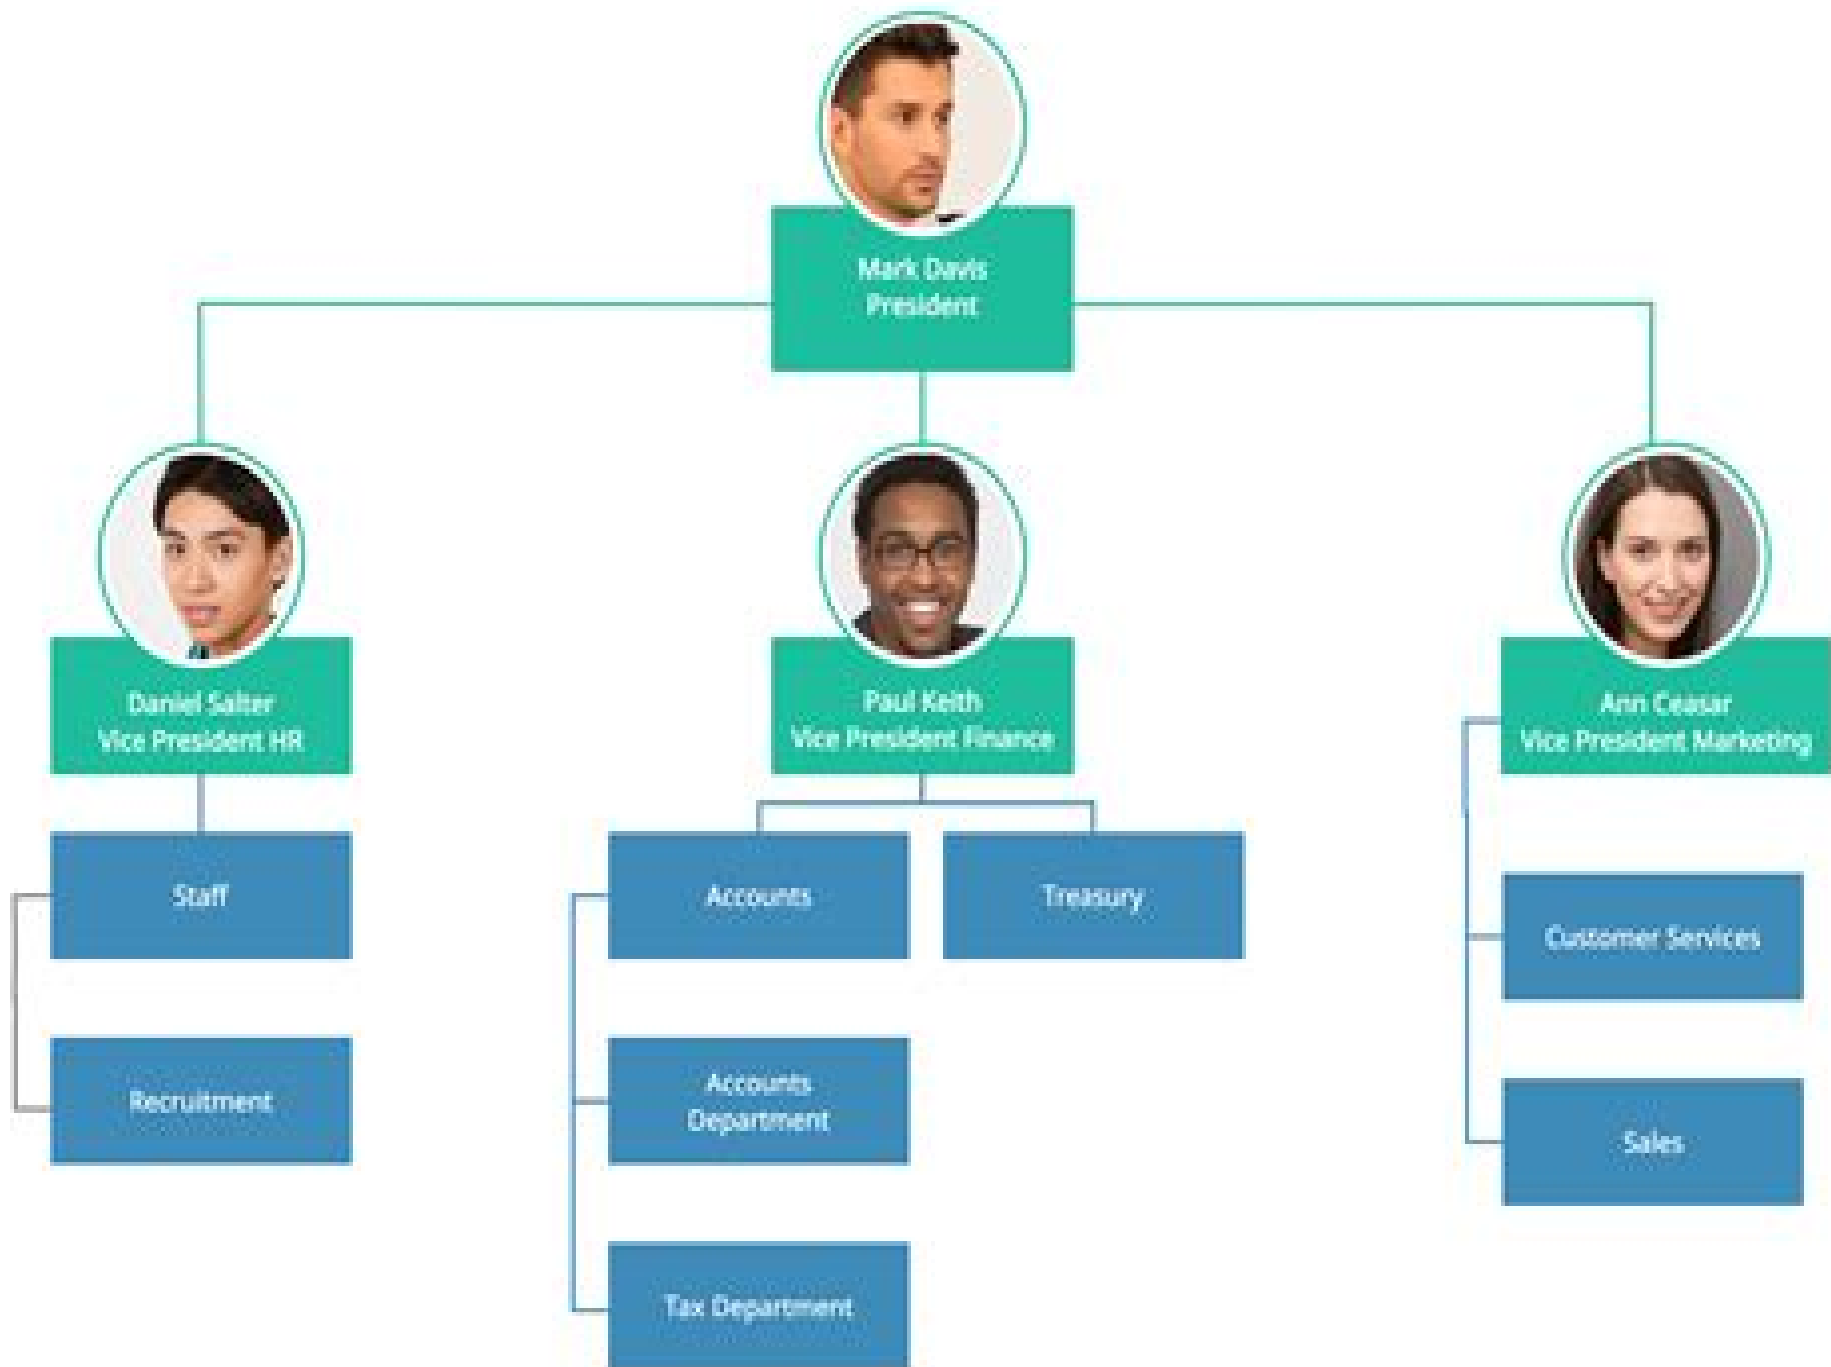 Mark Davis
President
Daniel Salter
Vice President HR
Paul Keith
Vice President Finance
Ann Ceasar
Vice President Marketing
Staff
Accounts
Treasury
Customer Services
Recruitment
Accounts
Department
Sales
Tax Department